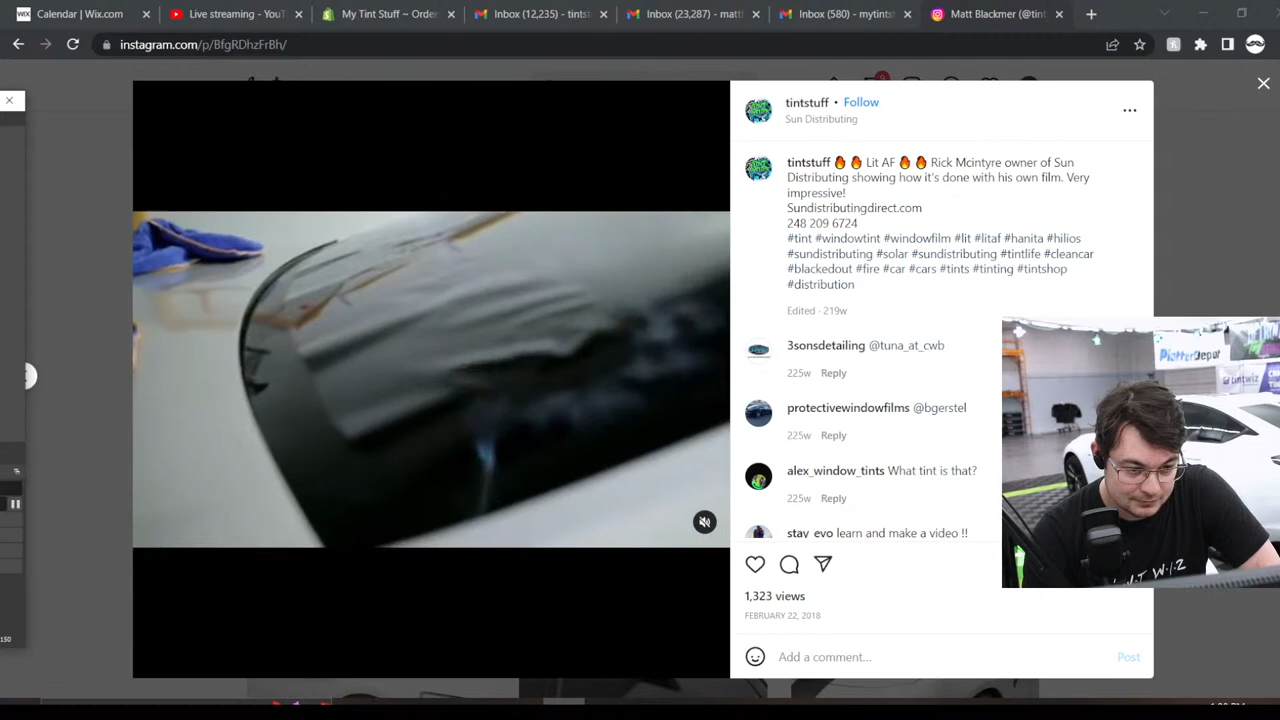 Calendar | Wix.com
Live streaming - YouT
My Tint Stuff ~ Order
Inbox (12,235) - tintst
Inbox (23,287) - matt
Inbox (580) - mytints
Matt Blackmer (@tint
instagram.com/p/BfgRDhzFrBh/
tintstuff • Follow
Sun Distributing
tintstuff 🔥 🔥 Lit AF 🔥 🔥 Rick Mcintyre owner of Sun
Distributing showing how it's done with his own film. Very
impressive!
Sundistributingdirect.com
248 209 6724
#tint #windowtint #windowfilm #lit #litaf #hanita #hilios
#sundistributing #solar #sundistributing #tintlife #cleancar
#blackedout #fire #car #cars #tints #tinting #tintshop
#distribution
Edited · 219w
3sonsdetailing @tuna_at_cwb
225w Reply
protectivewindowfilms @bgerstel
225w Reply
alex_window_tints What tint is that?
225w Reply
stay_evo learn and make a video !!
1,323 views
FEBRUARY 22, 2018
Add a comment...
Post
PlotterDepot
tintwiz
150